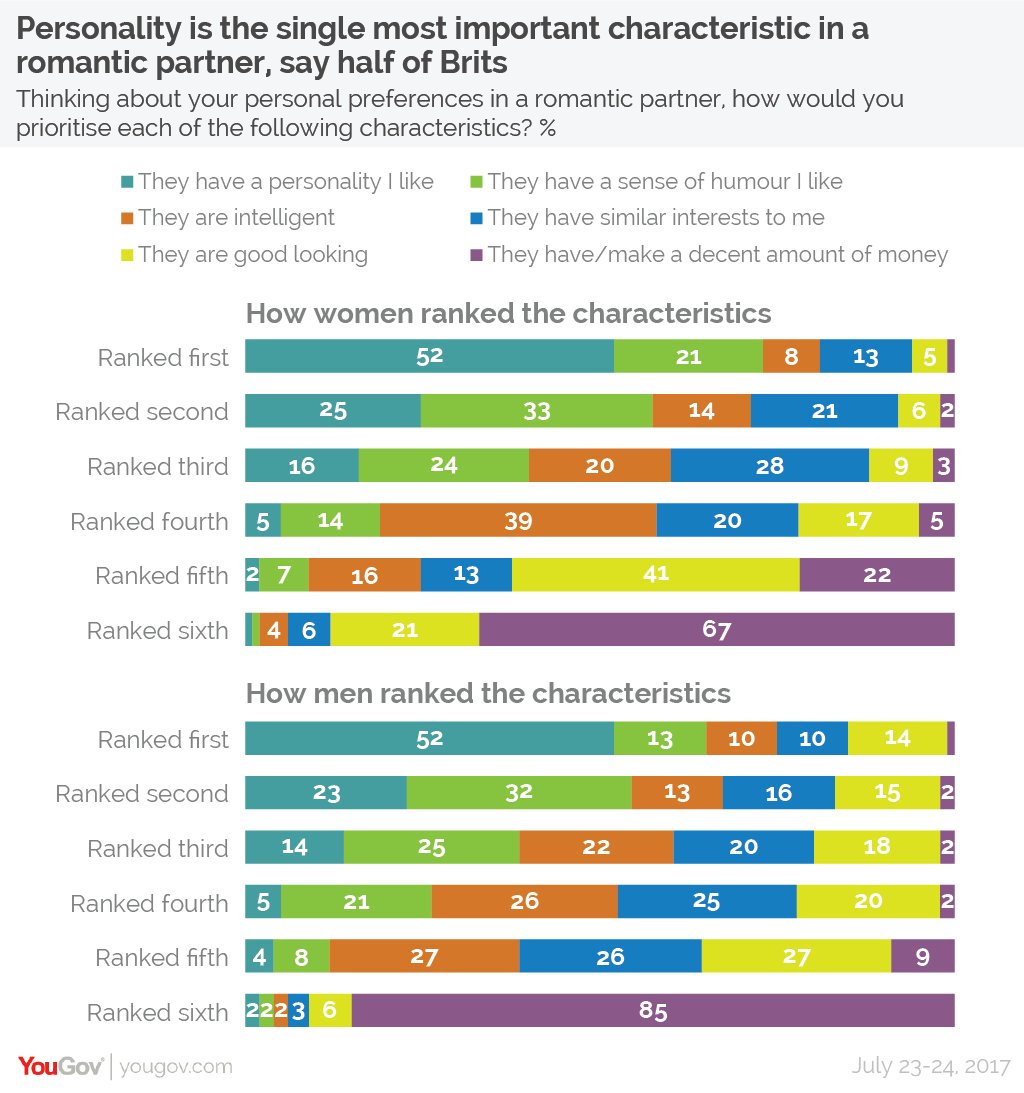 Personality is the single most important characteristic in a
romantic partner, say half of Brits
Thinking about your personal preferences in a romantic partner, how would you
prioritise each of the following characteristics? %
They have a personality I like They have a sense of humour I like
They are intelligent They have similar interests to me
They are good looking They have/make a decent amount of money
How women ranked the characteristics
Ranked first 52 21 8 13 5
Ranked second 25 33 14 21 6 2
Ranked third 16 24 20 28 9 3
Ranked fourth 5 14 39 20 17 5
Ranked fifth 2 7 16 13 41 22
Ranked sixth 4 6 21 67
How men ranked the characteristics
Ranked first 52 13 10 10 14
Ranked second 23 32 13 16 15 2
Ranked third 14 25 22 20 18 2
Ranked fourth 5 21 26 25 20 2
Ranked fifth 4 8 27 26 27 9
Ranked sixth 2 2 2 3 6 85
YouGov yougov.com July 23-24, 2017